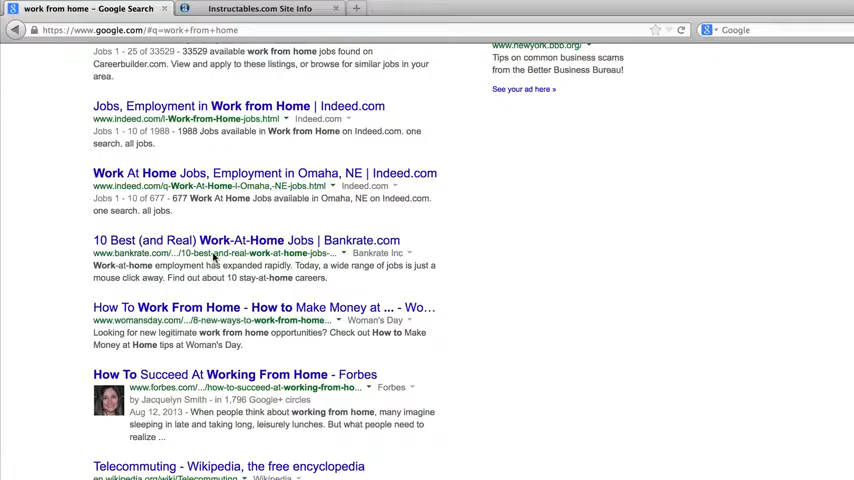 work from home – Google Search
Instructables.com Site Info
https://www.google.com/#q=work+from+home
Google
Jobs 1 - 25 of 33529 - 33529 available work from home jobs found on
Careerbuilder.com. View and apply to these listings, or browse for similar jobs in your
area.
www.newyork.bbb.org/
Tips on common business scams
from the Better Business Bureau!
See your ad here »
Jobs, Employment in Work from Home | Indeed.com
www.indeed.com/l-Work-from-Home-jobs.html Indeed.com
Jobs 1 - 10 of 1988 - 1988 Jobs available in Work from Home on Indeed.com. one
search. all jobs.
Work At Home Jobs, Employment in Omaha, NE | Indeed.com
www.indeed.com/q-Work-At-Home-l-Omaha,-NE-jobs.html Indeed.com
Jobs 1 - 10 of 677 - 677 Work At Home Jobs available in Omaha, NE on Indeed.com.
one search. all jobs.
10 Best (and Real) Work-At-Home Jobs | Bankrate.com
www.bankrate.com/.../10-best-and-real-work-at-home-jobs-... Bankrate Inc
Work-at-home employment has expanded rapidly. Today, a wide range of jobs is just a
mouse click away. Find out about 10 stay-at-home careers.
How To Work From Home - How to Make Money at ... - Wo...
www.womansday.com/.../8-new-ways-to-work-from-home... Woman's Day
Looking for new legitimate work from home opportunities? Check out How to Make
Money at Home tips at Woman's Day.
How To Succeed At Working From Home - Forbes
www.forbes.com/.../how-to-succeed-at-working-from-ho... Forbes
by Jacquelyn Smith - in 1,796 Google+ circles
Aug 12, 2013 - When people think about working from home, many imagine
sleeping in late and taking long, leisurely lunches. But what people need to
realize ...
Telecommuting - Wikipedia, the free encyclopedia
en.wikipedia.org/wiki/Telecommuting Wikipedia